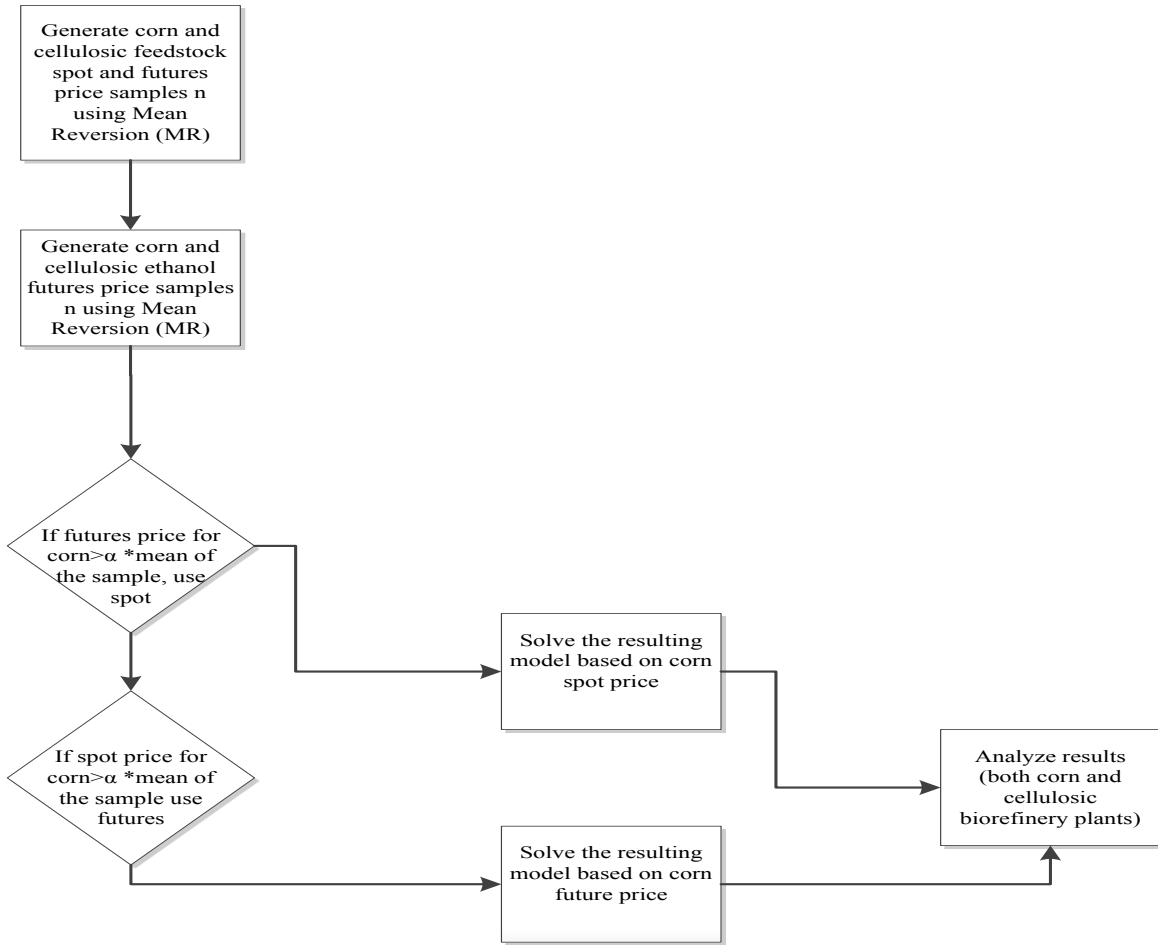 Generate corn and
cellulosic feedstock
spot and futures
price samples n
using Mean
Reversion (MR)
Generate corn and
cellulosic ethanol
futures price samples
n using Mean
Reversion (MR)
If futures price for
corn>α *mean of
the sample, use
spot
Solve the resulting
model based on corn
spot price
If spot price for
corn>α *mean of
the sample use
futures
Solve the resulting
model based on corn
future price
Analyze results
(both corn and
cellulosic
biorefinery plants)